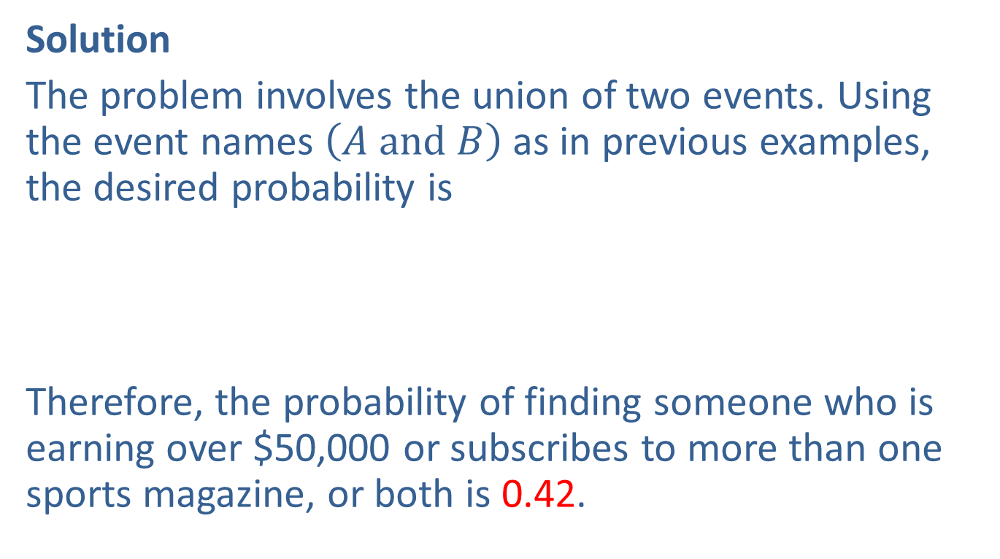 Solution
The problem involves the union of two events. Using
the event names (A and B) as in previous examples,
the desired probability is
Therefore, the probability of finding someone who is
earning over $50,000 or subscribes to more than one
sports magazine, or both is 0.42.